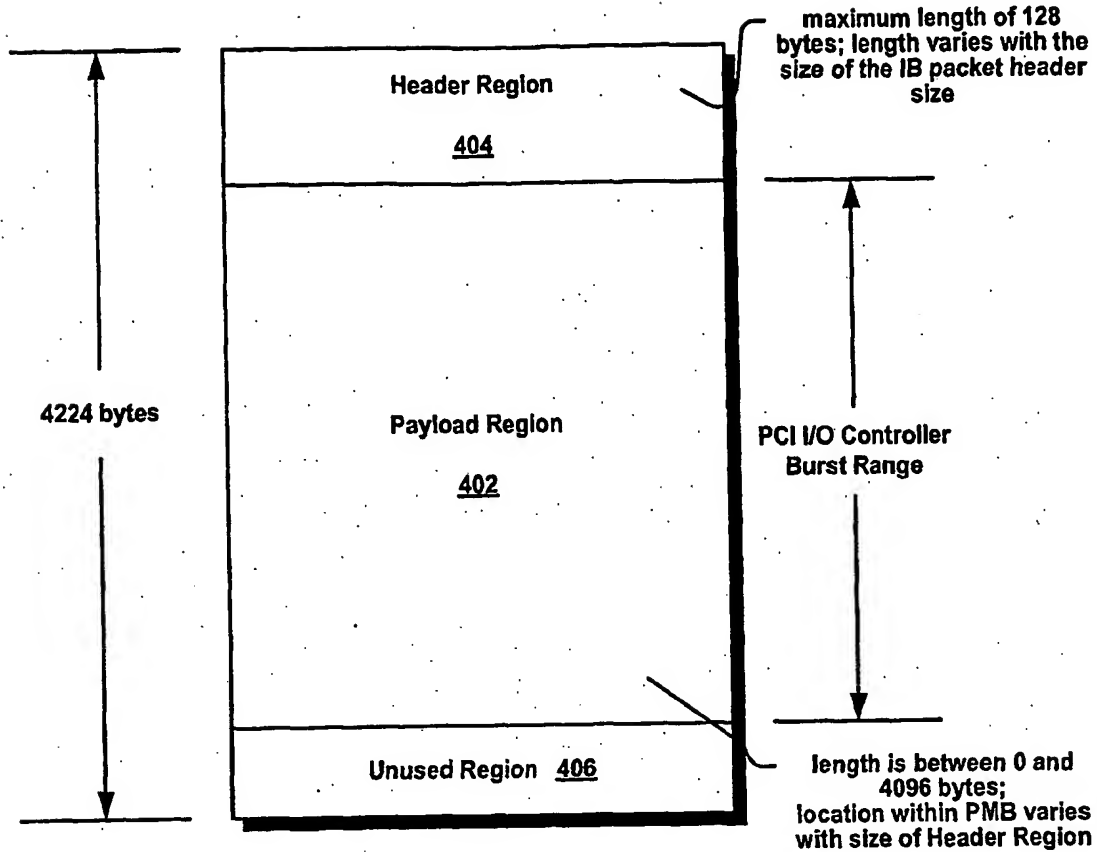 maximum length of 128
bytes; length varies with the
size of the IB packet header
size
Header Region
404
4224 bytes
Payload Region
402
PCI I/O Controller
Burst Range
Unused Region 406
length is between 0 and
4096 bytes;
location within PMB varies
with size of Header Region